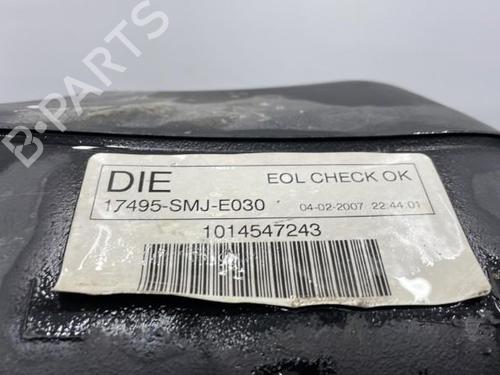 B-PARTS
DIE EOL CHECK OK
17495-SMJ-E030 04-02-2007 22:44:01
1014547243